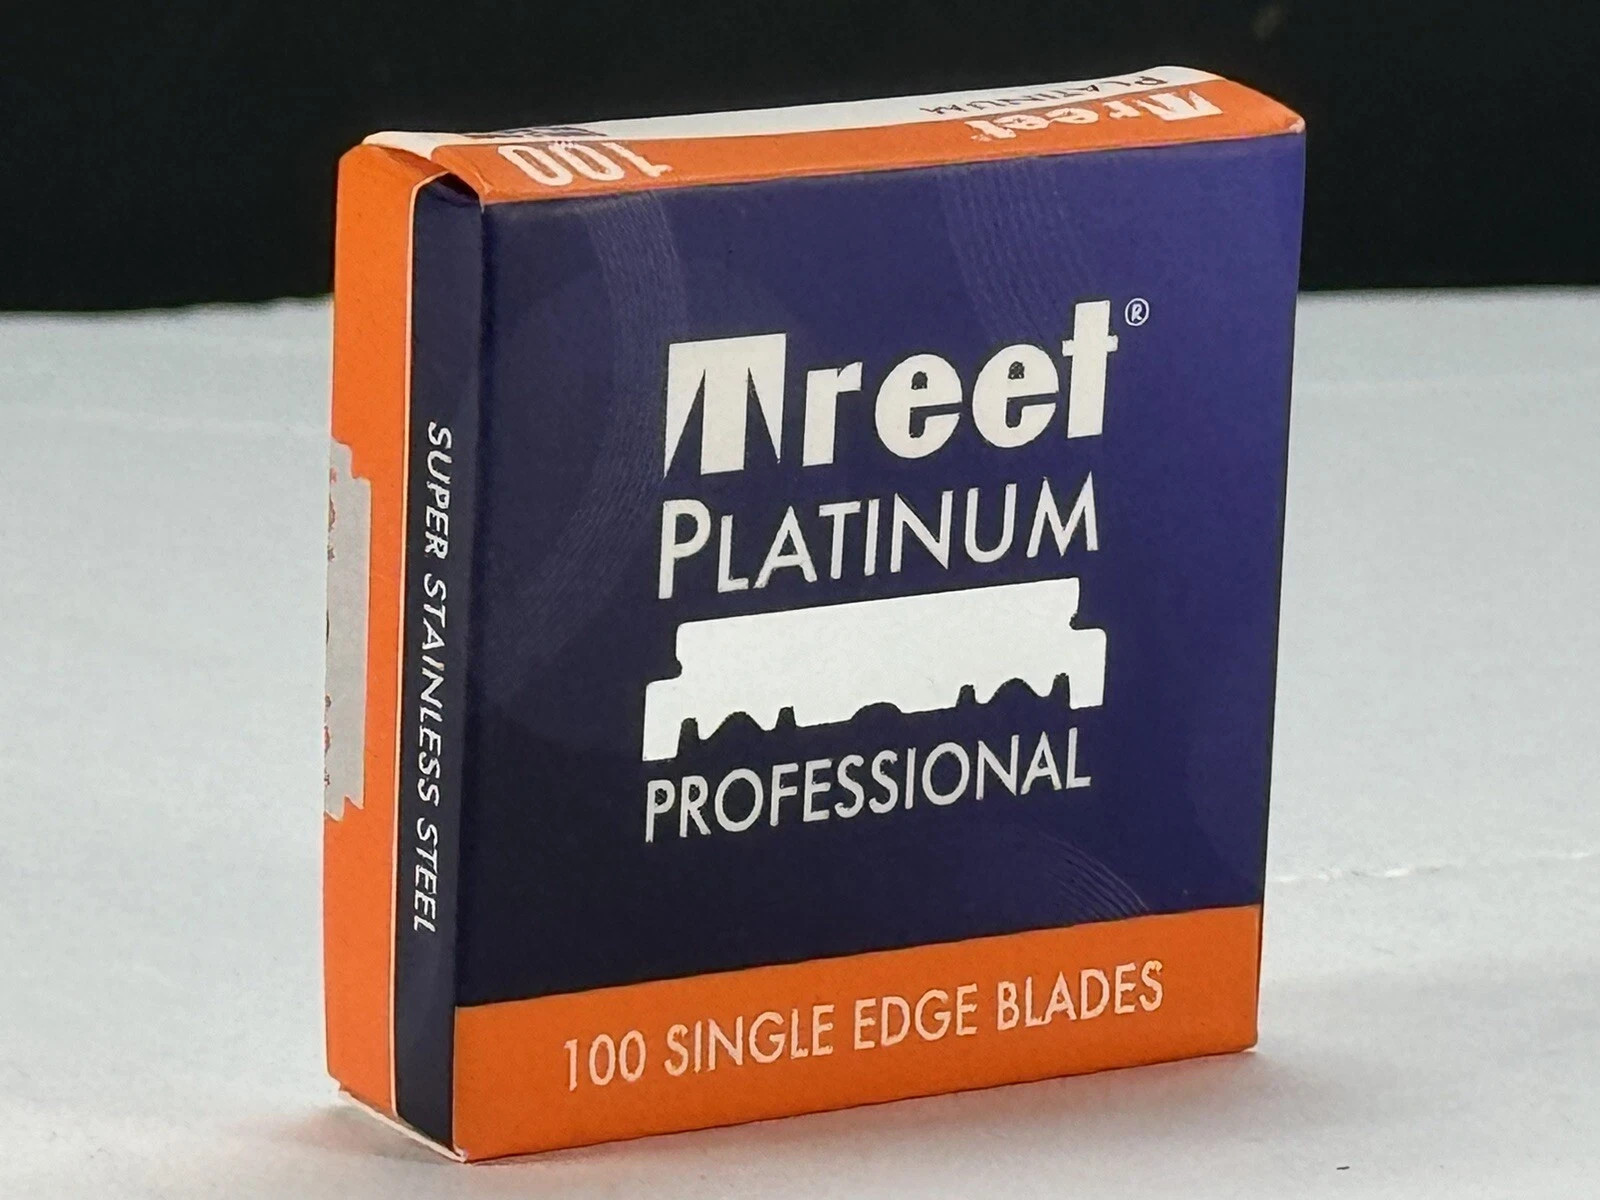 100
Treet
PLATINUM
Treet®
PLATINUM
PROFESSIONAL
100 SINGLE EDGE BLADES
SUPER STAINLESS STEEL